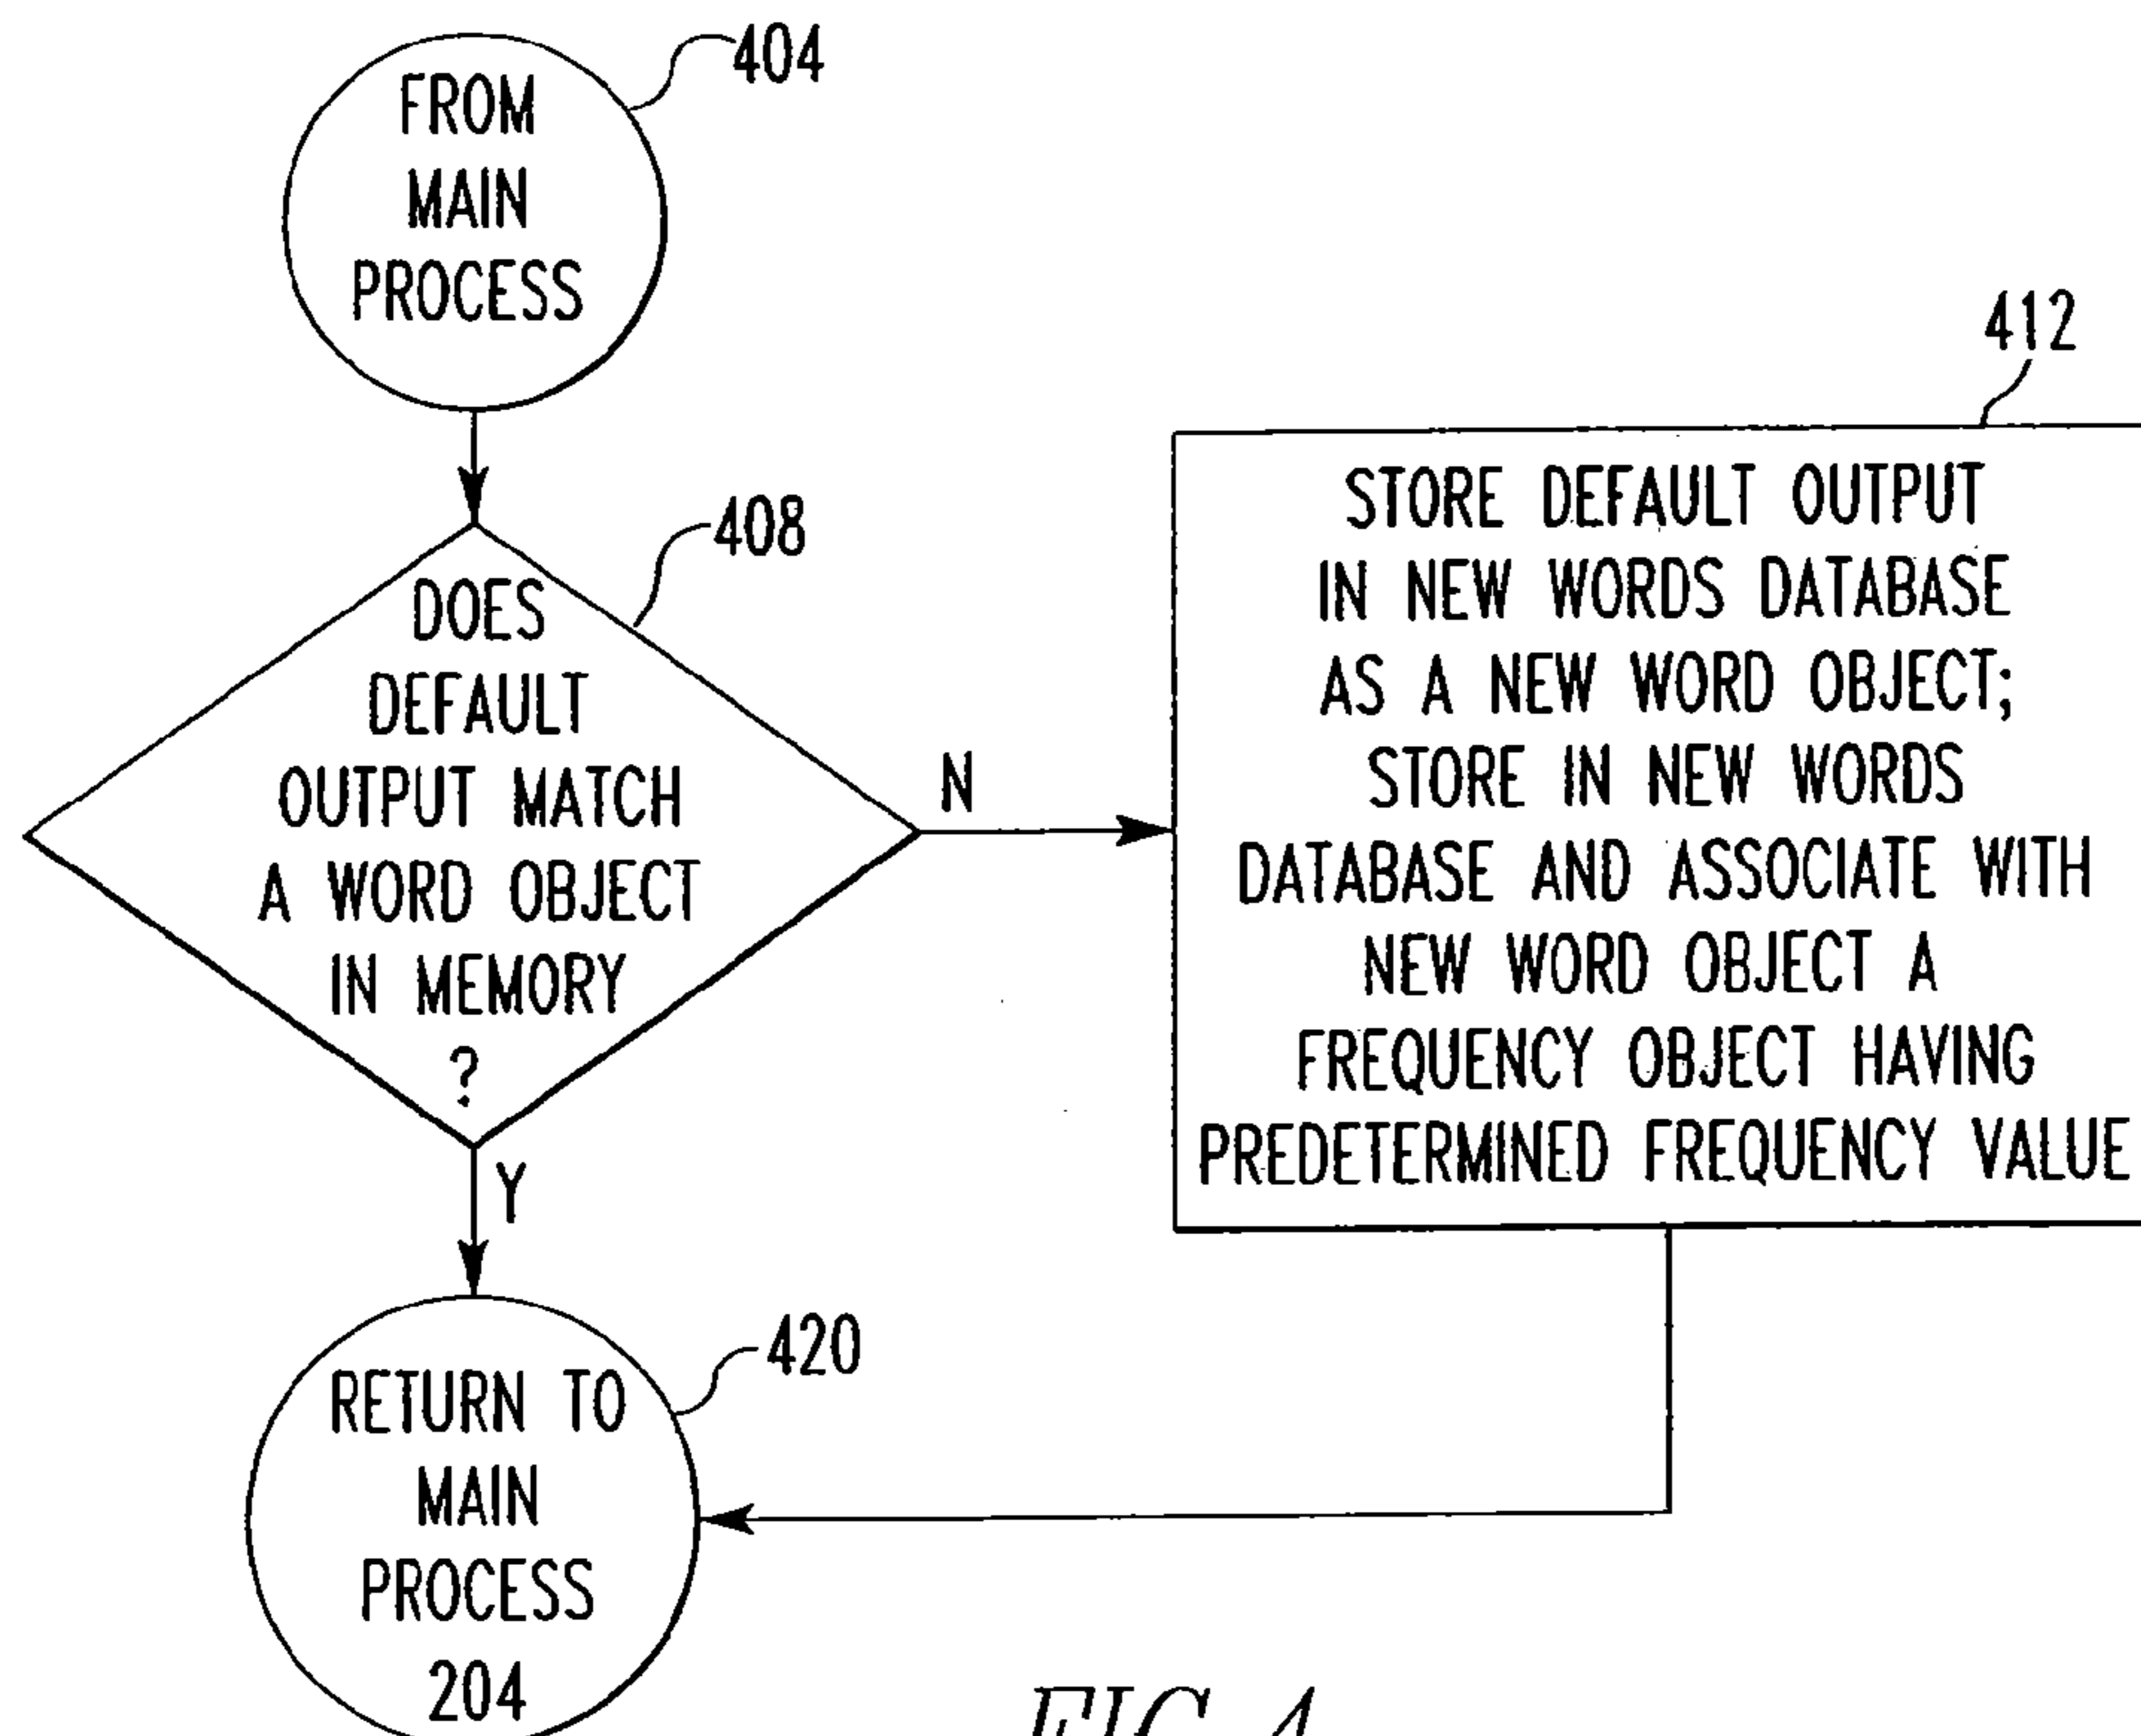 404
FROM
MAIN
PROCESS
408
DOES
DEFAULT
OUTPUT MATCH
A WORD OBJECT
IN MEMORY
?
N
Y
412
STORE DEFAULT OUTPUT
IN NEW WORDS DATABASE
AS A NEW WORD OBJECT;
STORE IN NEW WORDS
DATABASE AND ASSOCIATE WITH
NEW WORD OBJECT A
FREQUENCY OBJECT HAVING
PREDETERMINED FREQUENCY VALUE
420
RETURN TO
MAIN
PROCESS
204
FIG. 4